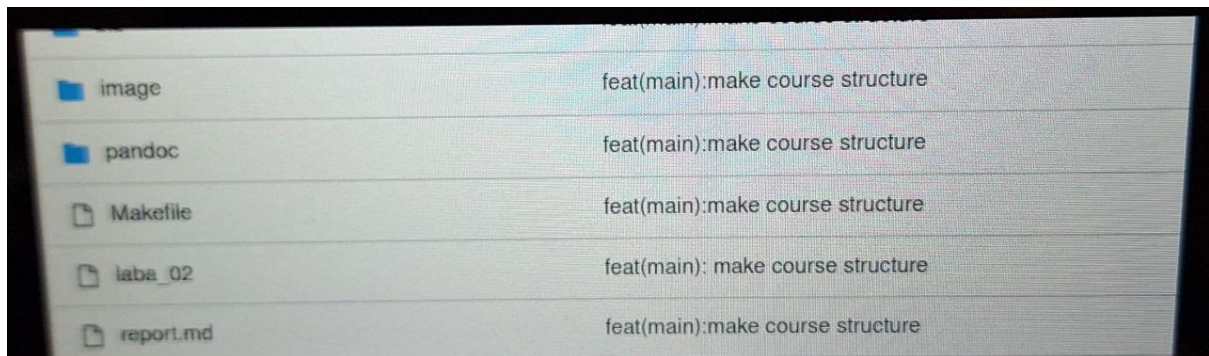 image feat(main):make course structure
pandoc feat(main):make course structure
Makefile feat(main):make course structure
laba_02 feat(main): make course structure
report.md feat(main):make course structure